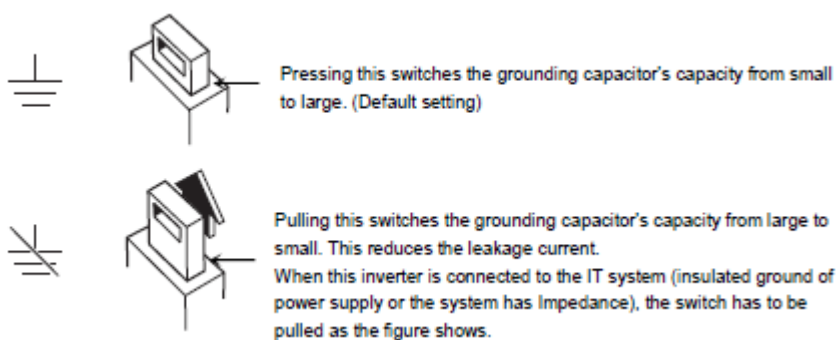 Pressing this switches the grounding capacitor's capacity from small
to large. (Default setting)
Pulling this switches the grounding capacitor's capacity from large to
small. This reduces the leakage current.
When this inverter is connected to the IT system (insulated ground of
power supply or the system has Impedance), the switch has to be
pulled as the figure shows.